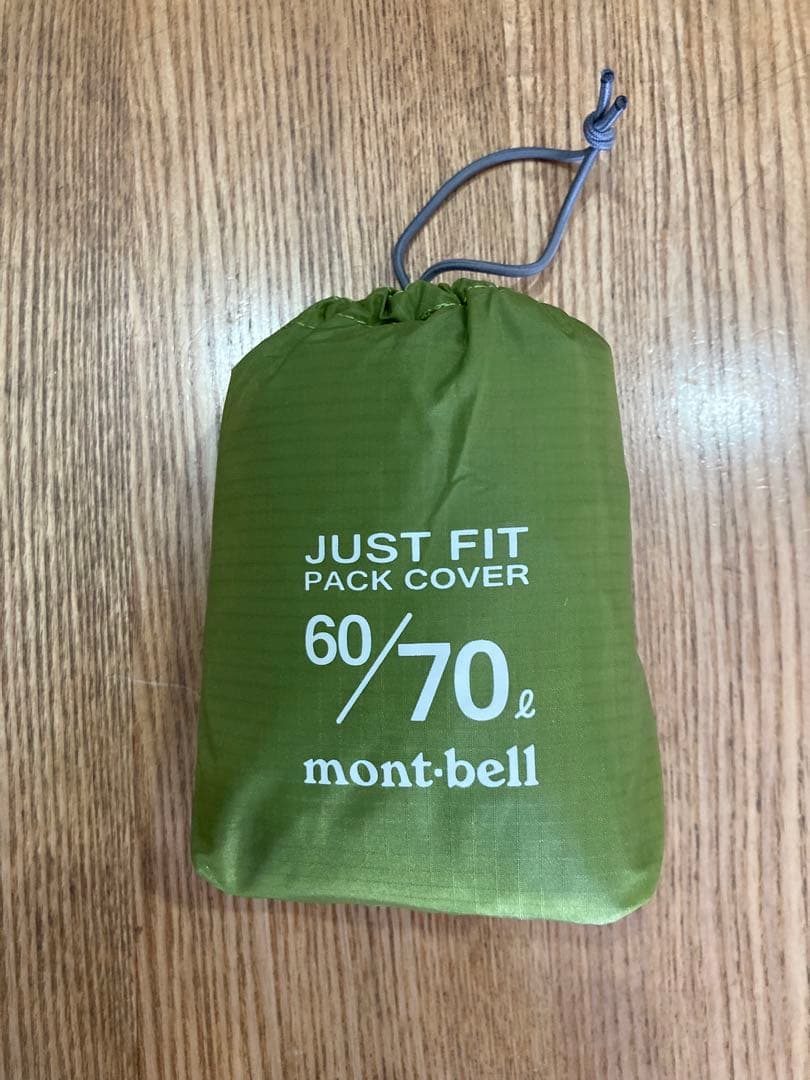 JUST FIT
PACK COVER
60/70ℓ
mont·bell